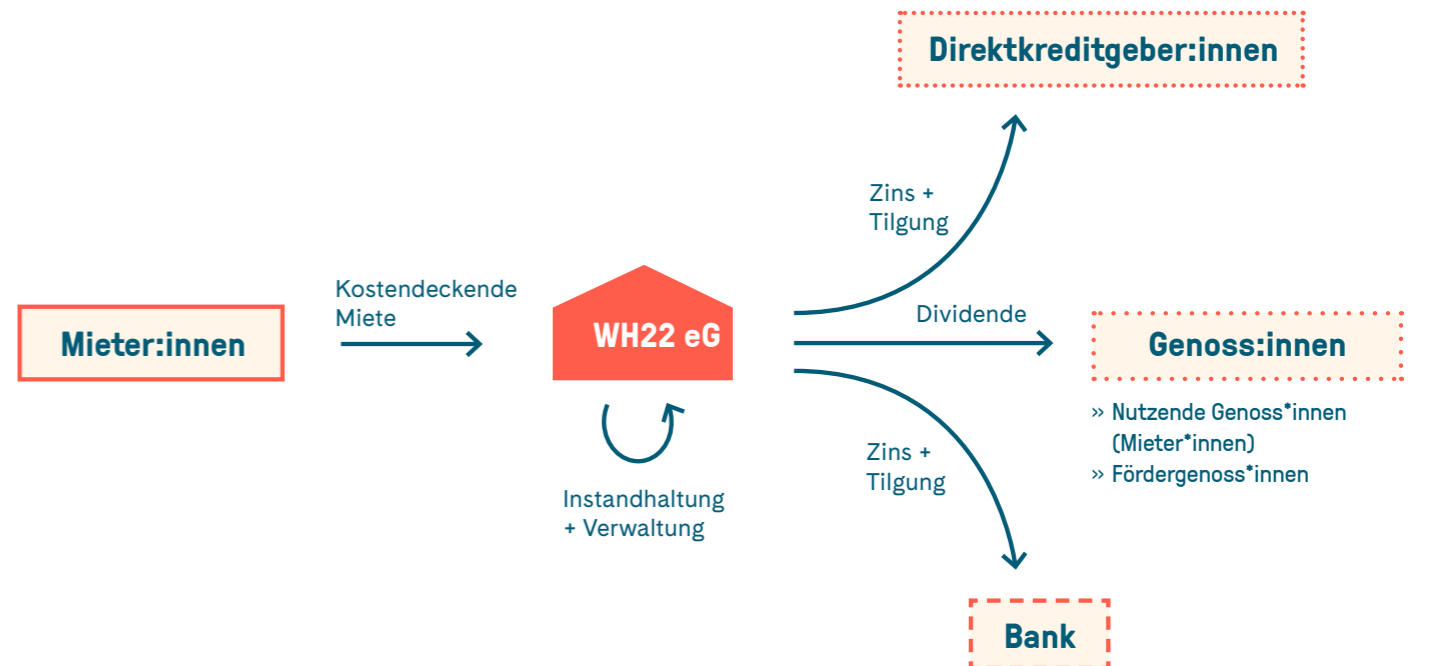 Direktkreditgeber:innen
Zins +
Tilgung
Kostendeckende
Miete
Mieter:innen
WH22 eG
Dividende
Genoss:innen
» Nutzende Genoss*innen
(Mieter*innen)
» Fördergenoss*innen
Instandhaltung
+ Verwaltung
Zins +
Tilgung
Bank